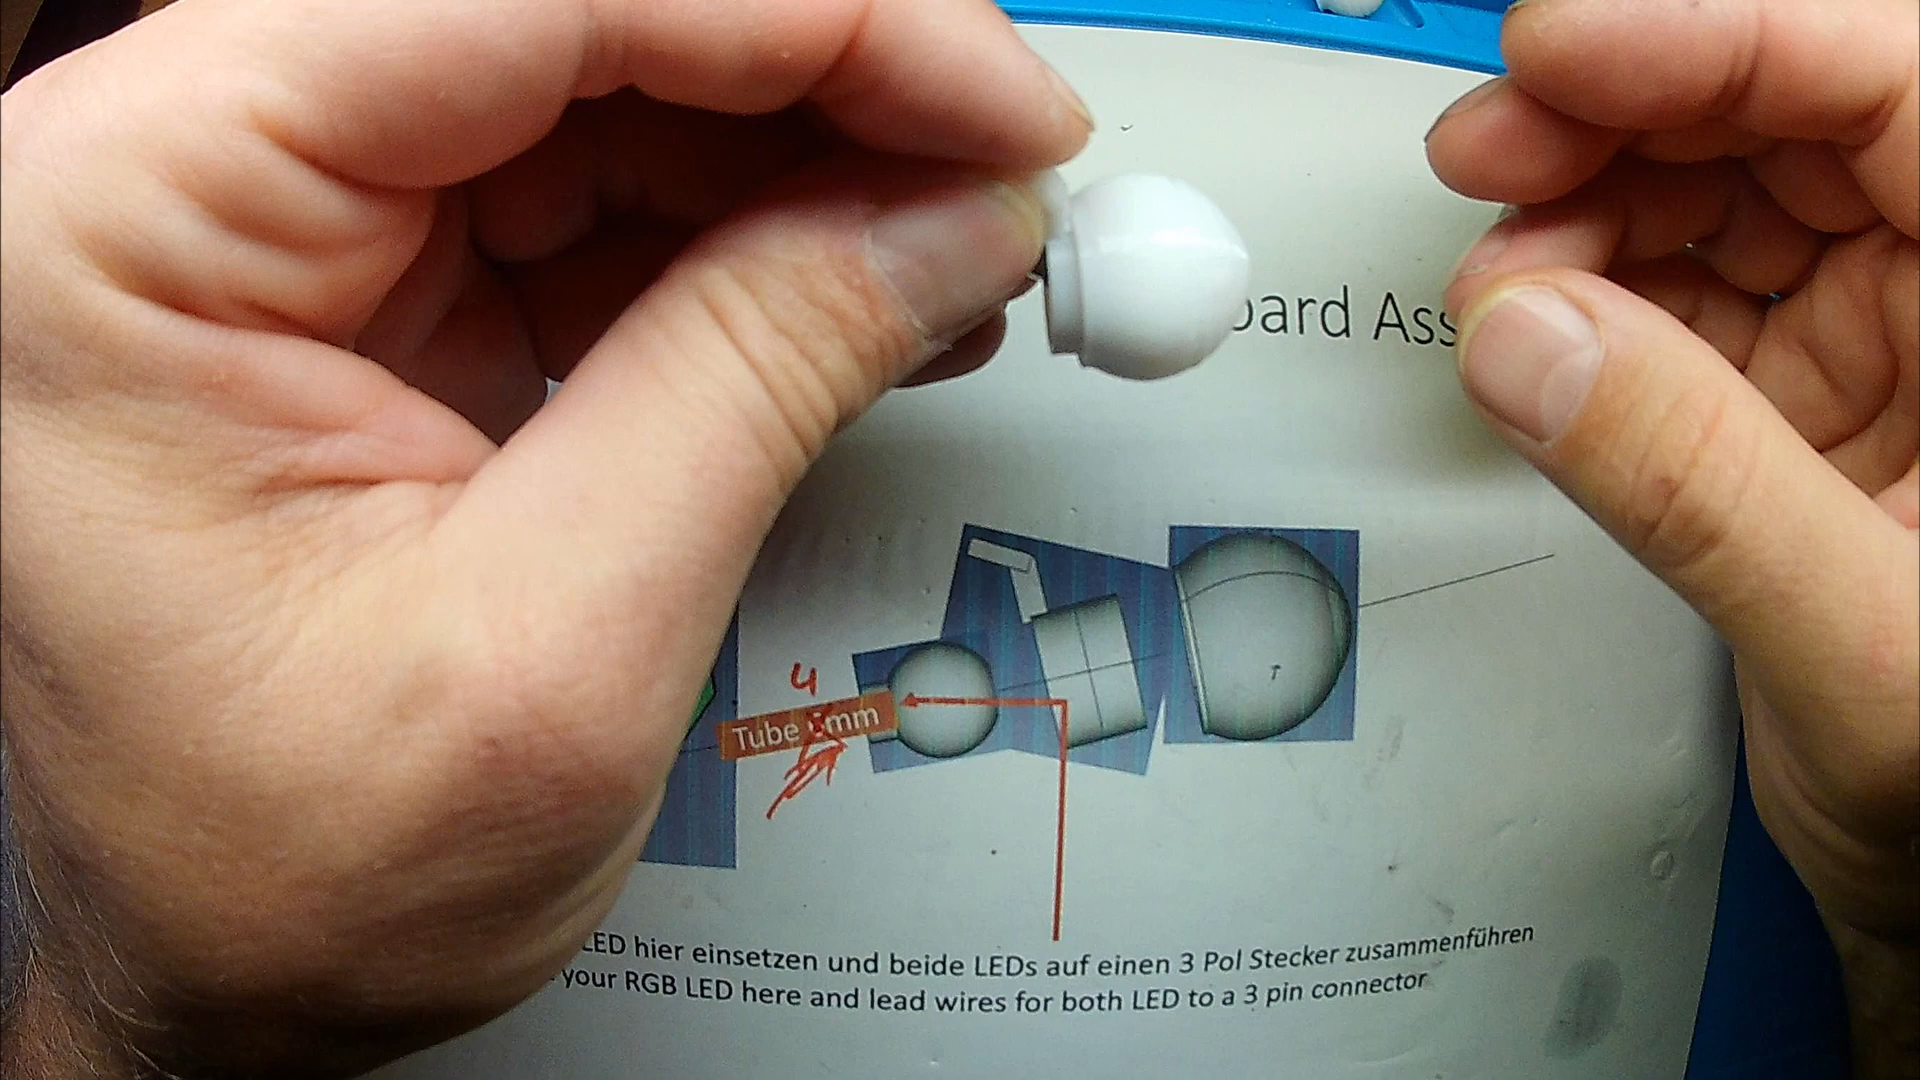 oard Ass
4
Tube mm
LED hier einsetzen und beide LEDs auf einen 3 Pol Stecker zusammenführen
your RGB LED here and lead wires for both LED to a 3 pin connector